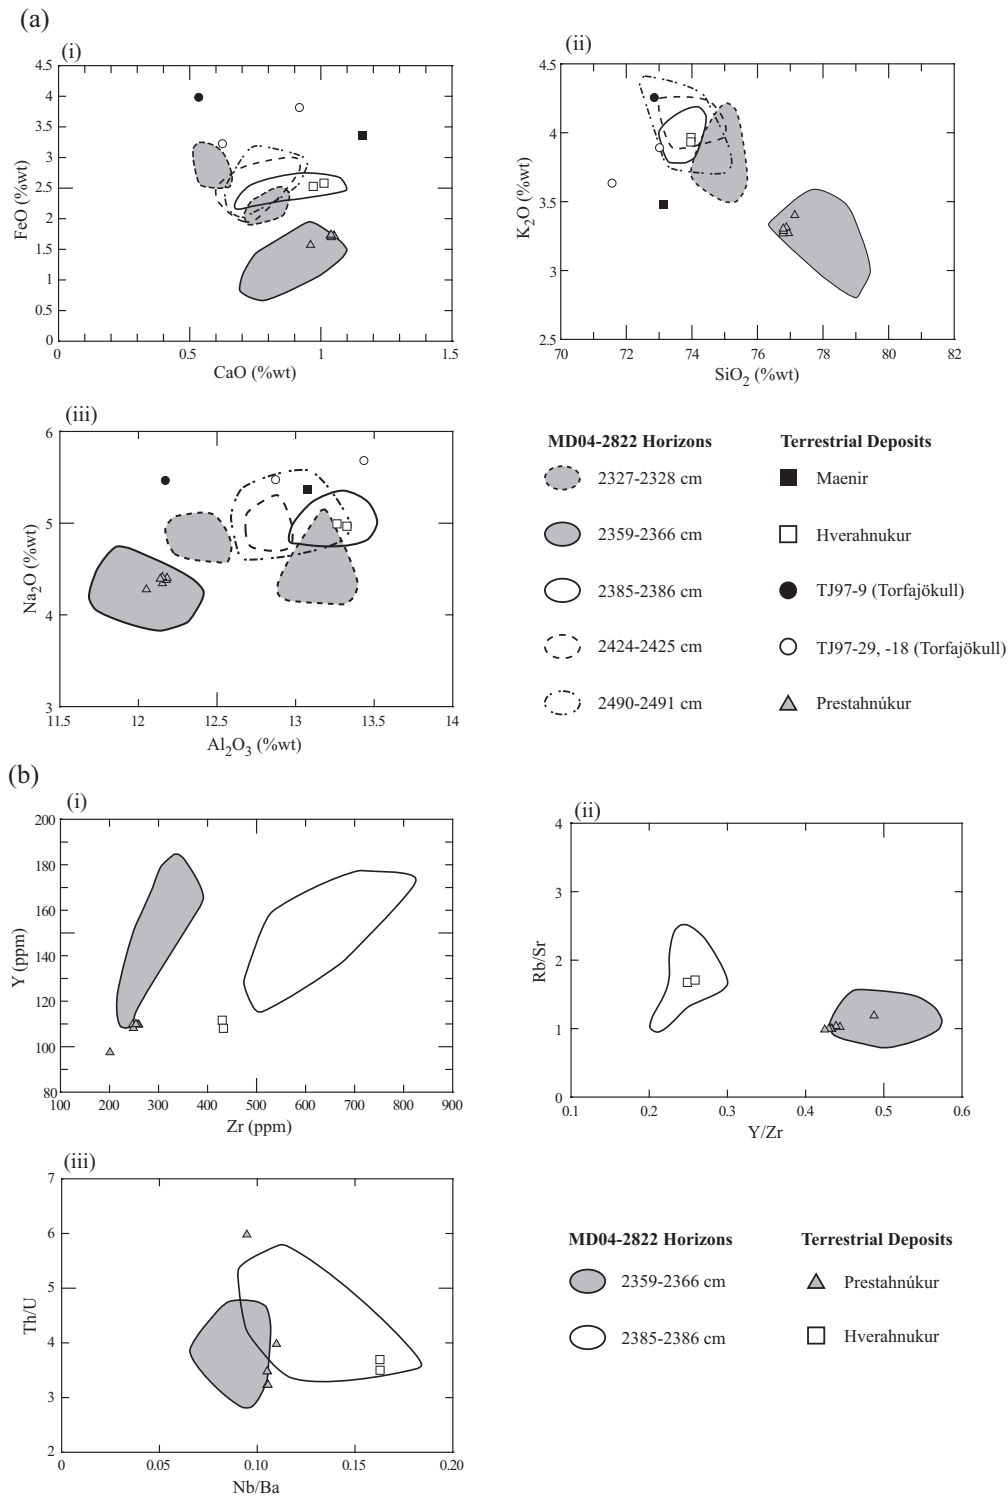 (a)
(i)
4.5
4
3.5
3
2.5
2
1.5
1
0.5
0
FeO (%wt)
0 0.5 1 1.5
CaO (%wt)
(ii)
4.5
4
3.5
3
2.5
K2O (%wt)
70 72 74 76 78 80 82
SiO2 (%wt)
(iii)
6
5
4
3
Na2O (%wt)
11.5 12 12.5 13 13.5 14
Al2O3 (%wt)
MD04-2822 Horizons Terrestrial Deposits
2327-2328 cm Maenir
2359-2366 cm Hverahnukur
2385-2386 cm TJ97-9 (Torfajökull)
2424-2425 cm TJ97-29, -18 (Torfajökull)
2490-2491 cm Prestahnúkur
(b)
(i)
200
180
160
140
120
100
80
Y (ppm)
100 200 300 400 500 600 700 800 900
Zr (ppm)
(ii)
4
3
2
1
0
Rb/Sr
0.1 0.2 0.3 0.4 0.5 0.6
Y/Zr
(iii)
7
6
5
4
3
2
Th/U
0 0.05 0.10 0.15 0.20
Nb/Ba
MD04-2822 Horizons Terrestrial Deposits
2359-2366 cm Prestahnúkur
2385-2386 cm Hverahnukur